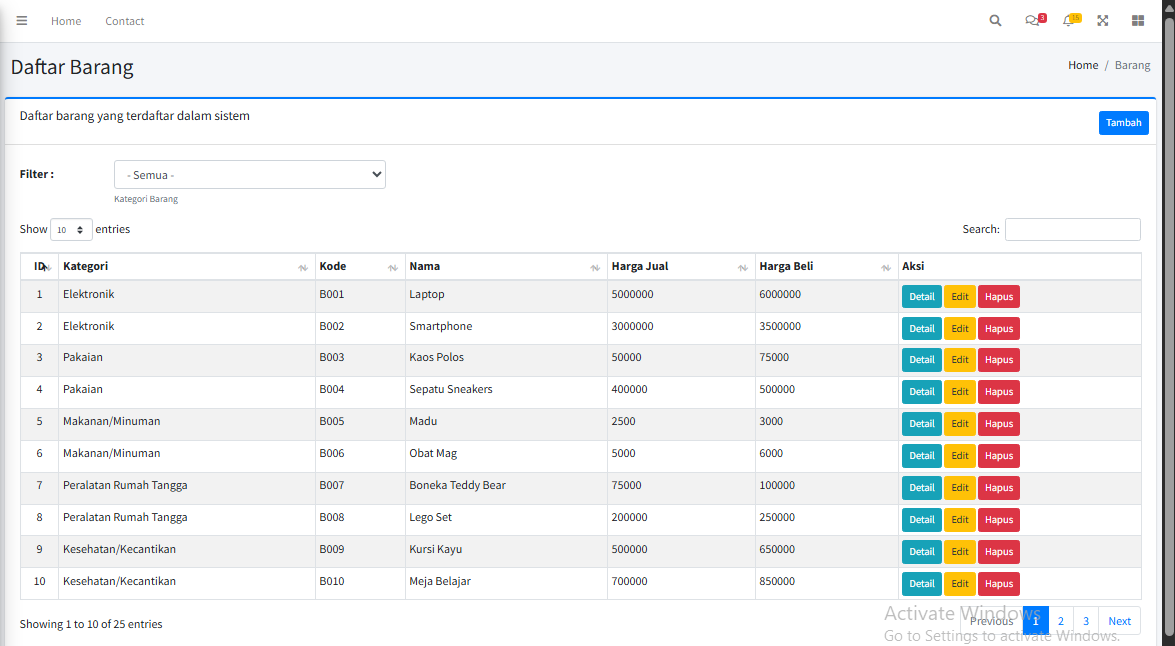 Home Contact 3 15
Daftar Barang Home / Barang
Daftar barang yang terdaftar dalam sistem Tambah
Filter : - Semua -
Kategori Barang
Show 10 entries Search:
ID Kategori Kode Nama Harga Jual Harga Beli Aksi
1 Elektronik B001 Laptop 5000000 6000000 Detail Edit Hapus
2 Elektronik B002 Smartphone 3000000 3500000 Detail Edit Hapus
3 Pakaian B003 Kaos Polos 50000 75000 Detail Edit Hapus
4 Pakaian B004 Sepatu Sneakers 400000 500000 Detail Edit Hapus
5 Makanan/Minuman B005 Madu 2500 3000 Detail Edit Hapus
6 Makanan/Minuman B006 Obat Mag 5000 6000 Detail Edit Hapus
7 Peralatan Rumah Tangga B007 Boneka Teddy Bear 75000 100000 Detail Edit Hapus
8 Peralatan Rumah Tangga B008 Lego Set 200000 250000 Detail Edit Hapus
9 Kesehatan/Kecantikan B009 Kursi Kayu 500000 650000 Detail Edit Hapus
10 Kesehatan/Kecantikan B010 Meja Belajar 700000 850000 Detail Edit Hapus
Showing 1 to 10 of 25 entries Previous 1 2 3 Next
Activate Windows
Go to Settings to activate Windows.